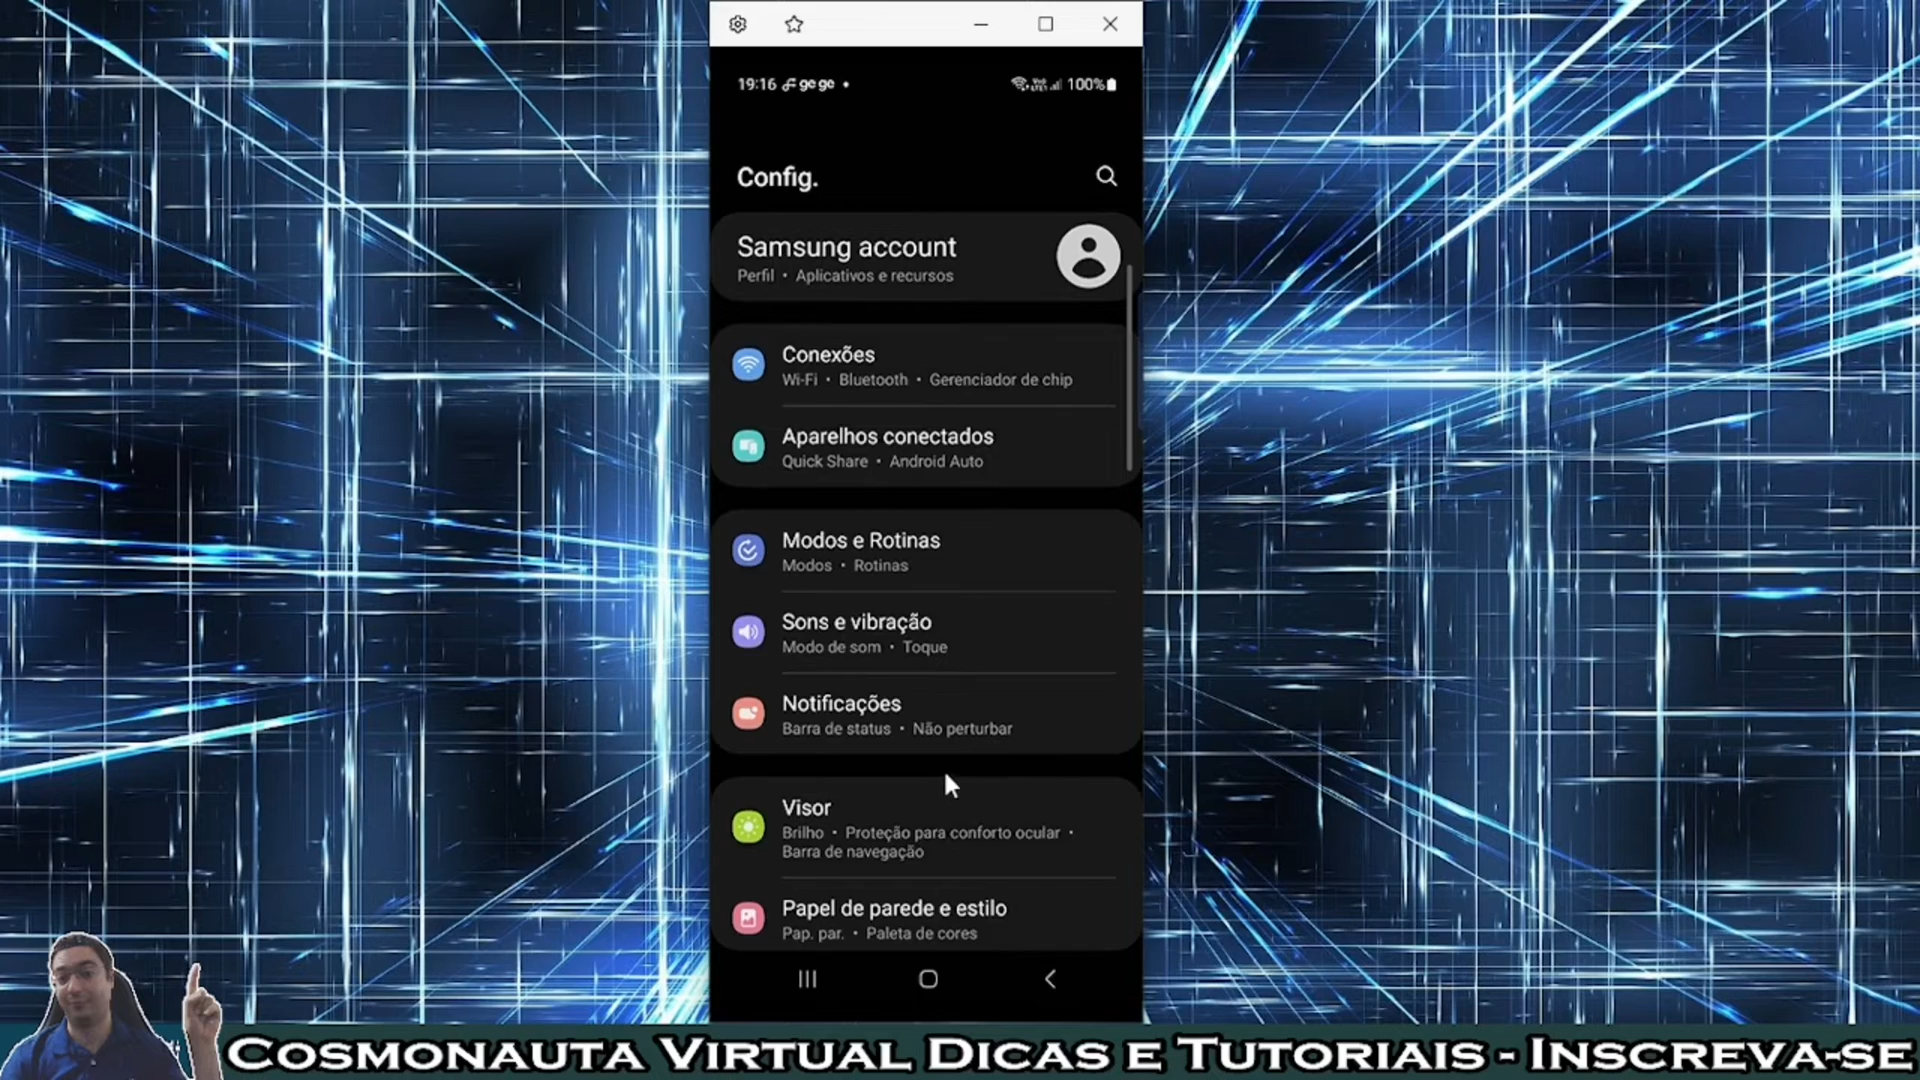 19:16 ge ge •
100%
Config.
Samsung account
Perfil • Aplicativos e recursos
Conexões
Wi-Fi • Bluetooth • Gerenciador de chip
Aparelhos conectados
Quick Share • Android Auto
Modos e Rotinas
Modos • Rotinas
Sons e vibração
Modo de som • Toque
Notificações
Barra de status • Não perturbar
Visor
Brilho • Proteção para conforto ocular •
Barra de navegação
Papel de parede e estilo
Pap. par. • Paleta de cores
Cosmonauta Virtual Dicas e Tutoriais - Inscreva-se